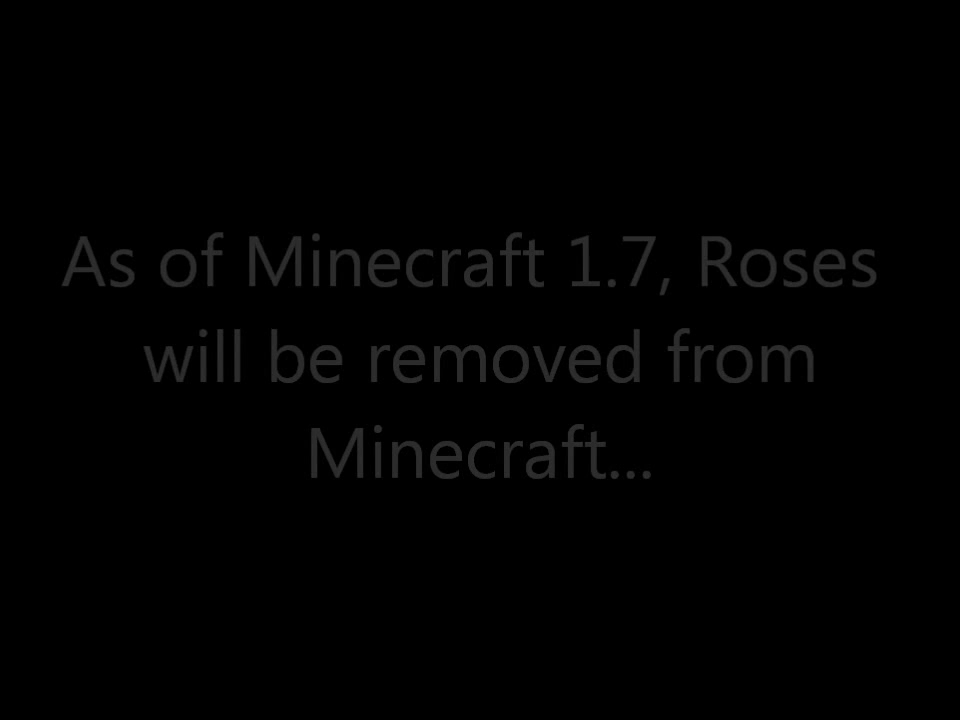 As of Minecraft 1.7, Roses
will be removed from
Minecraft...